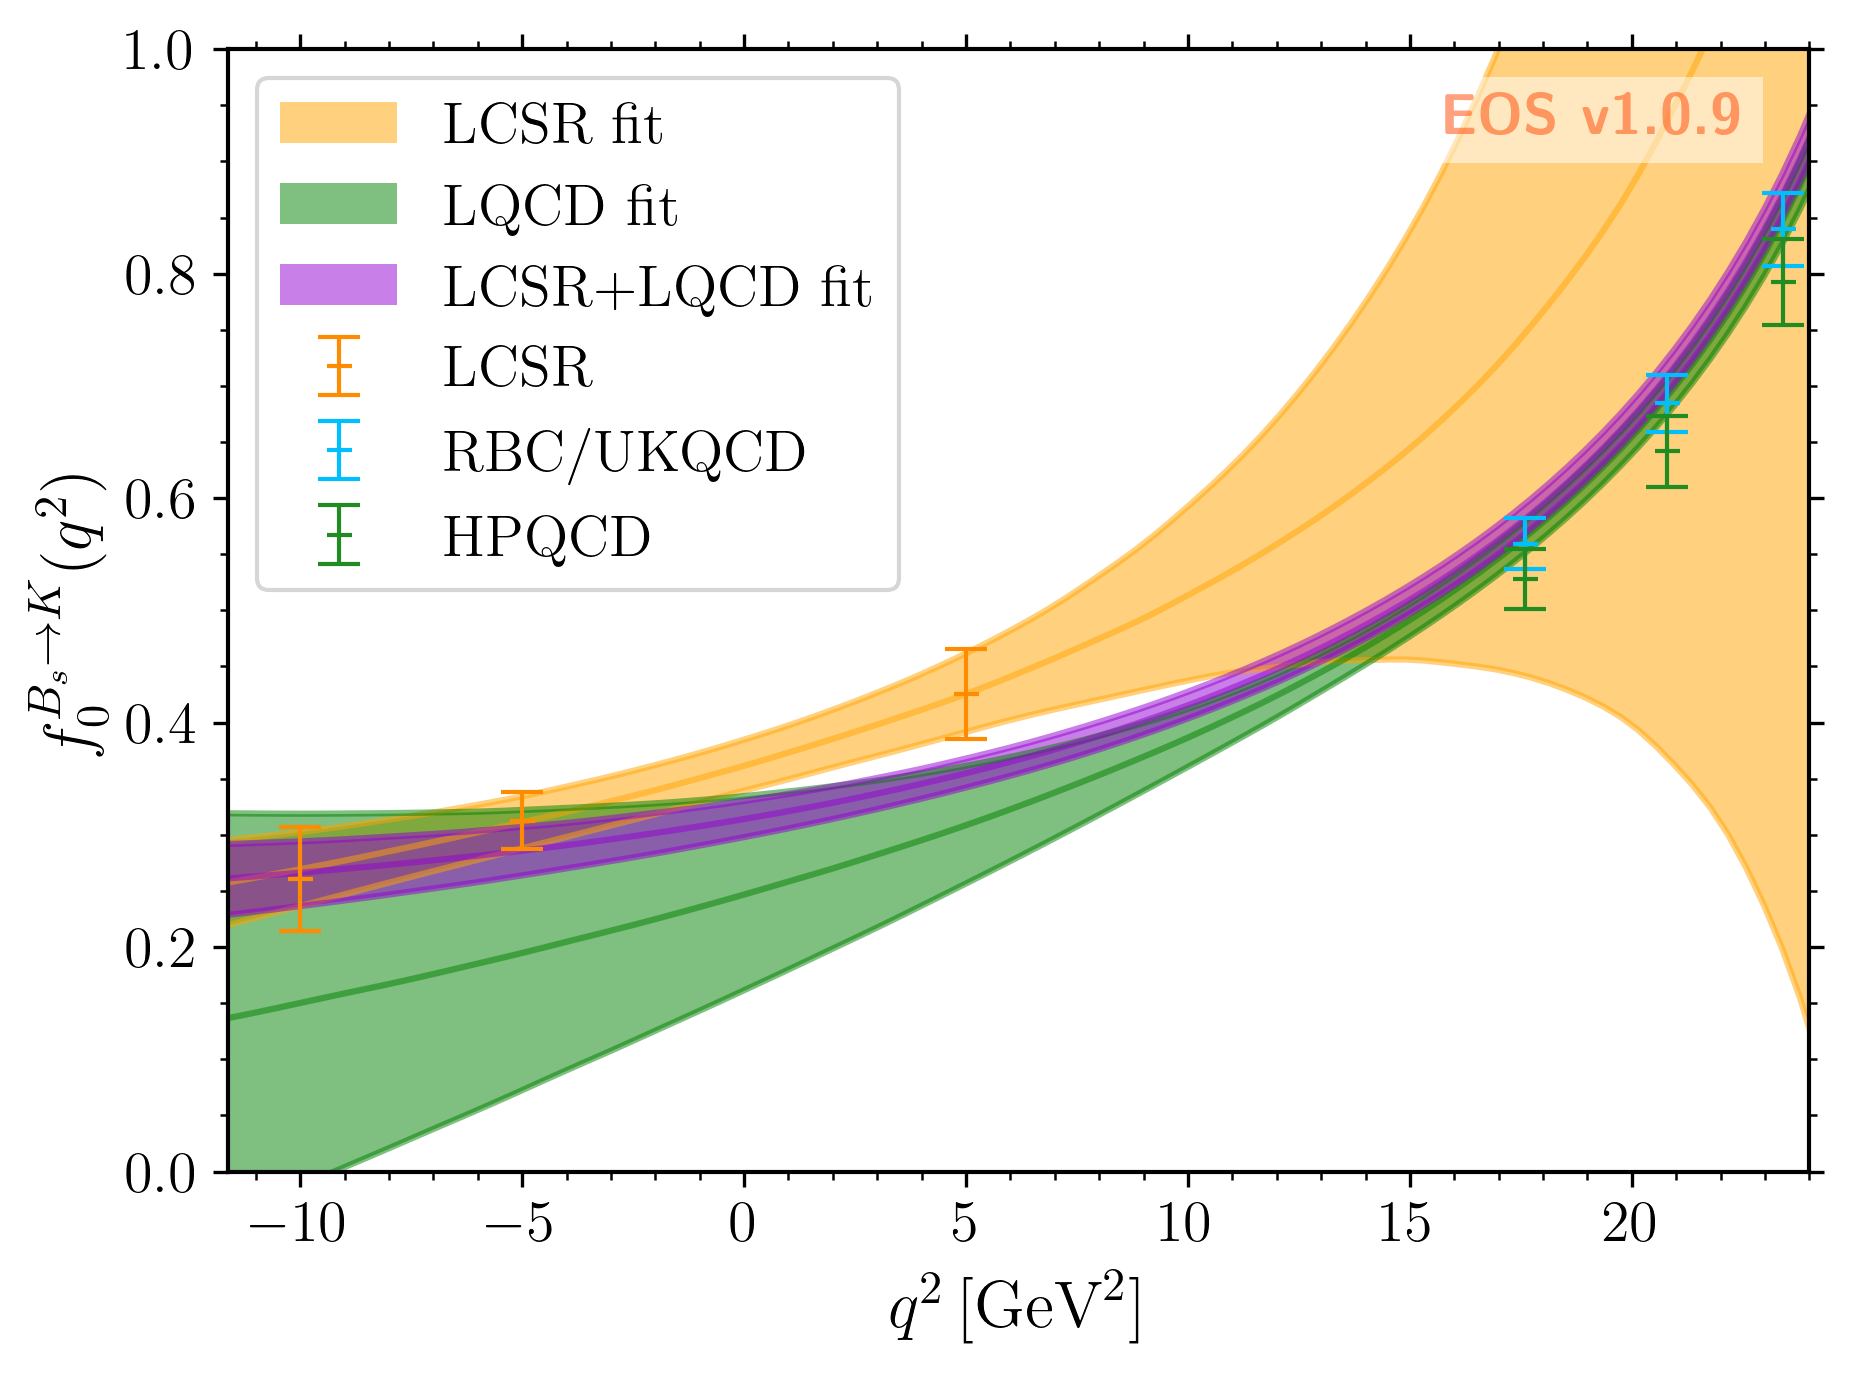 1.0
0.8
0.6
0.4
0.2
0.0
f_0^{B_s→K}(q^2)
LCSR fit
LQCD fit
LCSR+LQCD fit
LCSR
RBC/UKQCD
HPQCD
EOS v1.0.9
−10 −5 0 5 10 15 20
q^2 [GeV^2]